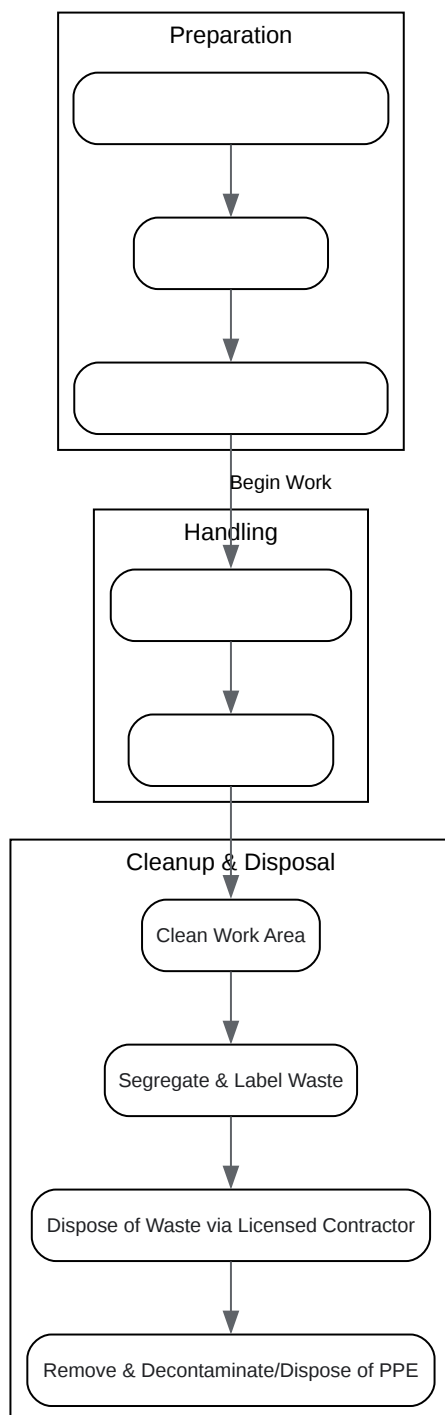 Preparation
Begin Work
Handling
Cleanup & Disposal
Clean Work Area
Segregate & Label Waste
Dispose of Waste via Licensed Contractor
Remove & Decontaminate/Dispose of PPE